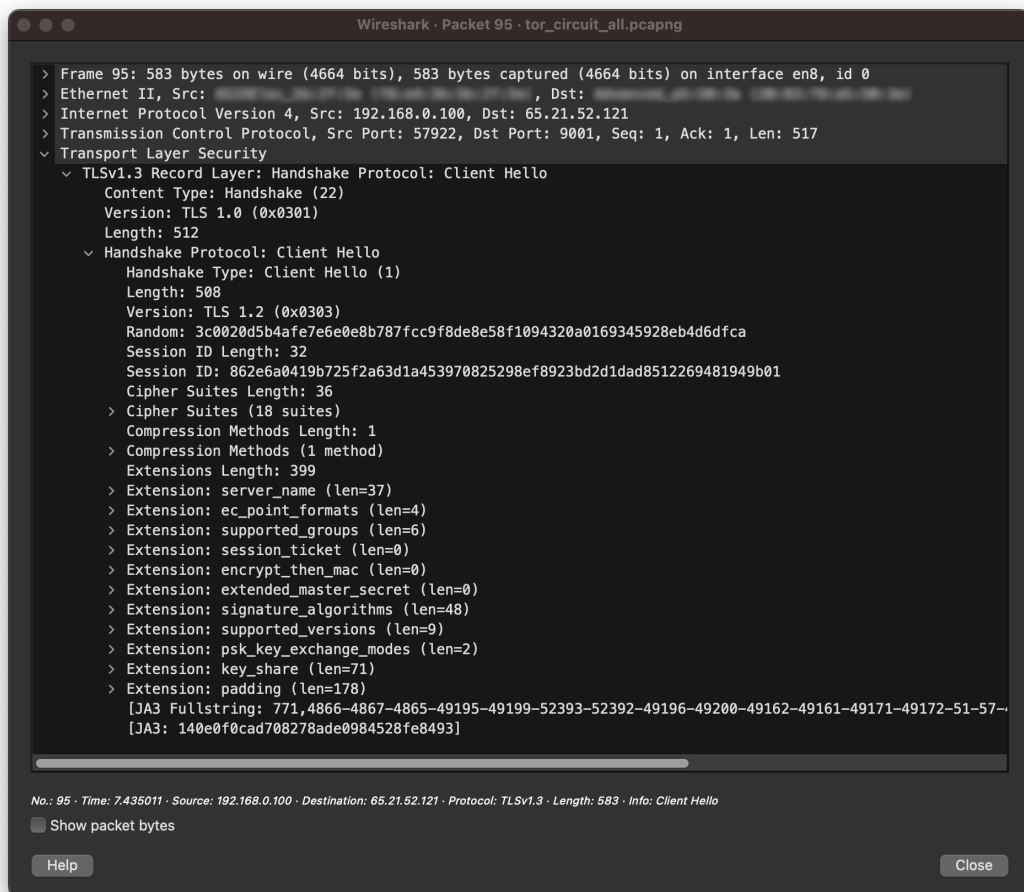 Wireshark · Packet 95 · tor_circuit_all.pcapng
Frame 95: 583 bytes on wire (4664 bits), 583 bytes captured (4664 bits) on interface en8, id 0
Ethernet II, Src: , Dst:
Internet Protocol Version 4, Src: 192.168.0.100, Dst: 65.21.52.121
Transmission Control Protocol, Src Port: 57922, Dst Port: 9001, Seq: 1, Ack: 1, Len: 517
Transport Layer Security
TLSv1.3 Record Layer: Handshake Protocol: Client Hello
Content Type: Handshake (22)
Version: TLS 1.0 (0x0301)
Length: 512
Handshake Protocol: Client Hello
Handshake Type: Client Hello (1)
Length: 508
Version: TLS 1.2 (0x0303)
Random: 3c0020d5b4afe7e6e0e8b787fcc9f8de8e58f1094320a0169345928eb4d6dfca
Session ID Length: 32
Session ID: 862e6a0419b725f2a63d1a453970825298ef8923bd2d1dad8512269481949b01
Cipher Suites Length: 36
Cipher Suites (18 suites)
Compression Methods Length: 1
Compression Methods (1 method)
Extensions Length: 399
Extension: server_name (len=37)
Extension: ec_point_formats (len=4)
Extension: supported_groups (len=6)
Extension: session_ticket (len=0)
Extension: encrypt_then_mac (len=0)
Extension: extended_master_secret (len=0)
Extension: signature_algorithms (len=48)
Extension: supported_versions (len=9)
Extension: psk_key_exchange_modes (len=2)
Extension: key_share (len=71)
Extension: padding (len=178)
[JA3 Fullstring: 771,4866-4867-4865-49195-49199-52393-52392-49196-49200-49162-49161-49171-49172-51-57-
[JA3: 140e0f0cad708278ade0984528fe8493]
No.: 95 · Time: 7.435011 · Source: 192.168.0.100 · Destination: 65.21.52.121 · Protocol: TLSv1.3 · Length: 583 · Info: Client Hello
Show packet bytes
Help
Close